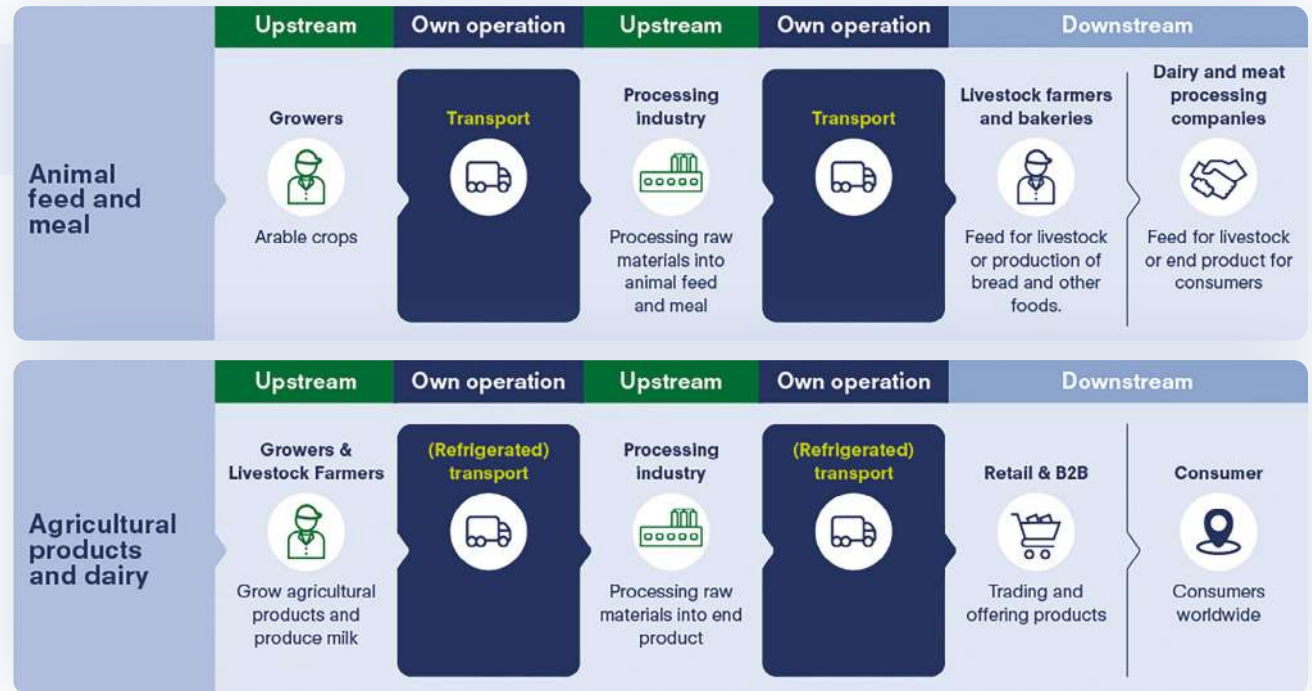 Upstream
Own operation
Upstream
Own operation
Downstream
Animal
feed and
meal
Growers
Arable crops
Transport
Processing
industry
Processing raw
materials into
animal feed
and meal
Transport
Livestock farmers
and bakeries
Feed for livestock
or production of
bread and other
foods.
Dairy and meat
processing
companies
Feed for livestock
or end product for
consumers
Upstream
Own operation
Upstream
Own operation
Downstream
Agricultural
products
and dairy
Growers &
Livestock Farmers
Grow agricultural
products and
produce milk
(Refrigerated)
transport
Processing
industry
Processing raw
materials into end
product
(Refrigerated)
transport
Retail & B2B
Trading and
offering products
Consumer
Consumers
worldwide